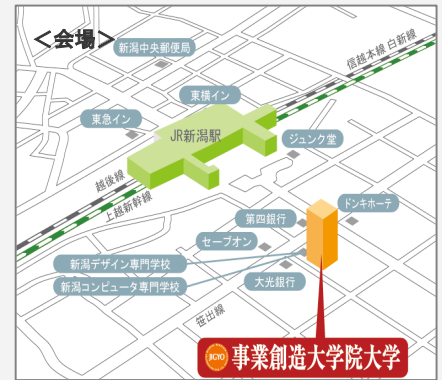 ＜会場＞
新潟中央郵便局
信越本線 白新線
東横イン
東急イン
JR新潟駅
ジュンク堂
越後線
上越新幹線
ドンキホーテ
第四銀行
セーブオン
新潟デザイン専門学校
大光銀行
新潟コンピュータ専門学校
笹出線
JIGYO 事業創造大学院大学